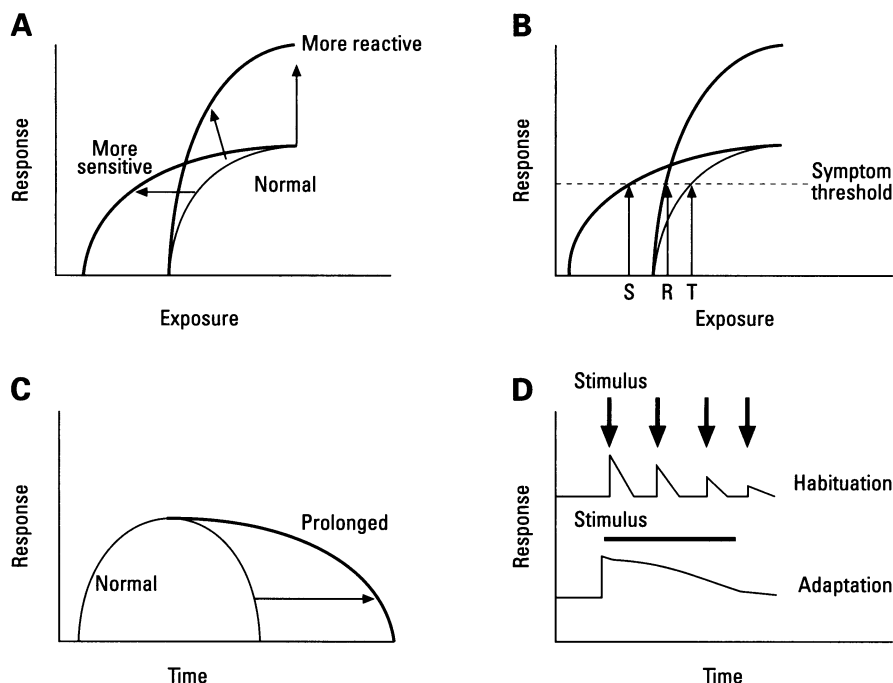 A
Response
More reactive
More
sensitive
Normal
Exposure
B
Response
Symptom
threshold
S R T
Exposure
C
Response
Prolonged
Normal
Time
D
Response
Stimulus
Habituation
Stimulus
Adaptation
Time